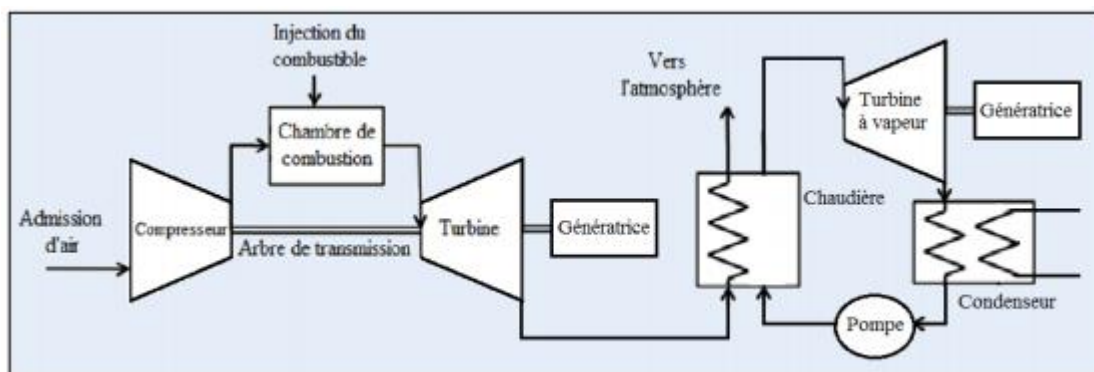 Injection du
combustible
Chambre de
combustion
Admission
d'air
Compresseur
Arbre de transmission
Turbine
Génératrice
Vers
l'atmosphère
Chaudière
Turbine
à vapeur
Génératrice
Condenseur
Pompe